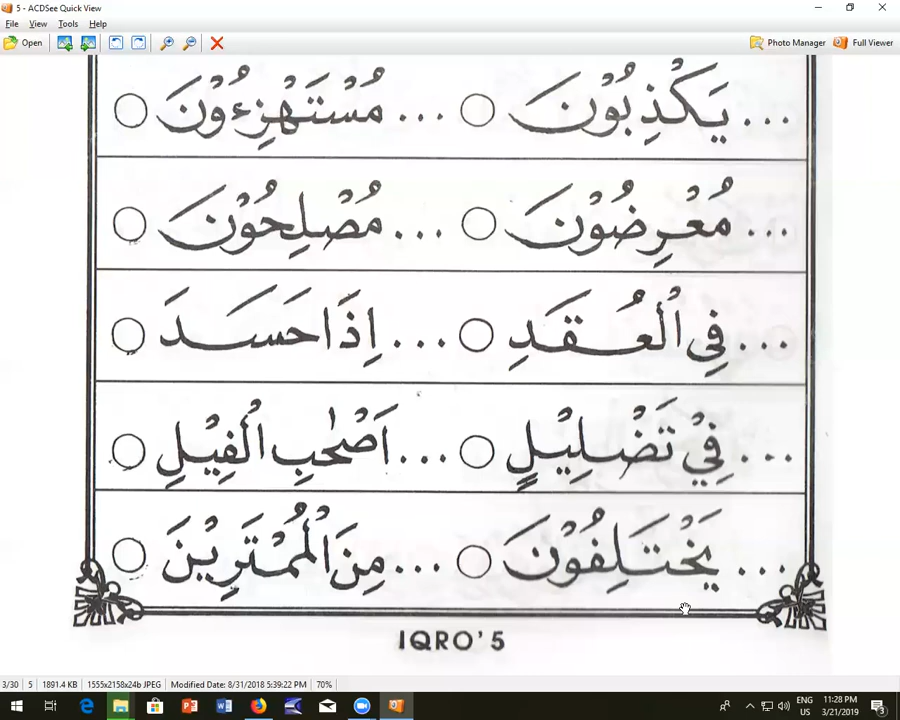 5 - ACDSee Quick View
File View Tools Help
Open Photo Manager Full Viewer
... يَكْذِبُوْنَ ○ ... مُسْتَهْزِءُوْنَ ○
... مُعْرِضُوْنَ ○ ... مُصْلِحُوْنَ ○
... فِى الْعُقَدِ ○ ... اِذَا حَسَدَ ○
... فِيْ تَضْلِيْلٍ ○ ... اَصْحٰبِ الْفِيْلِ ○
... يَخْتَلِفُوْنَ ○ ... مِنَ الْمُمْتَرِيْنَ ○
IQRO' 5
3/30 5 1891.4 KB 1555x2158x24b JPEG Modified Date: 8/31/2018 5:39:22 PM 70%
ENG 11:28 PM
US 3/21/2019 3